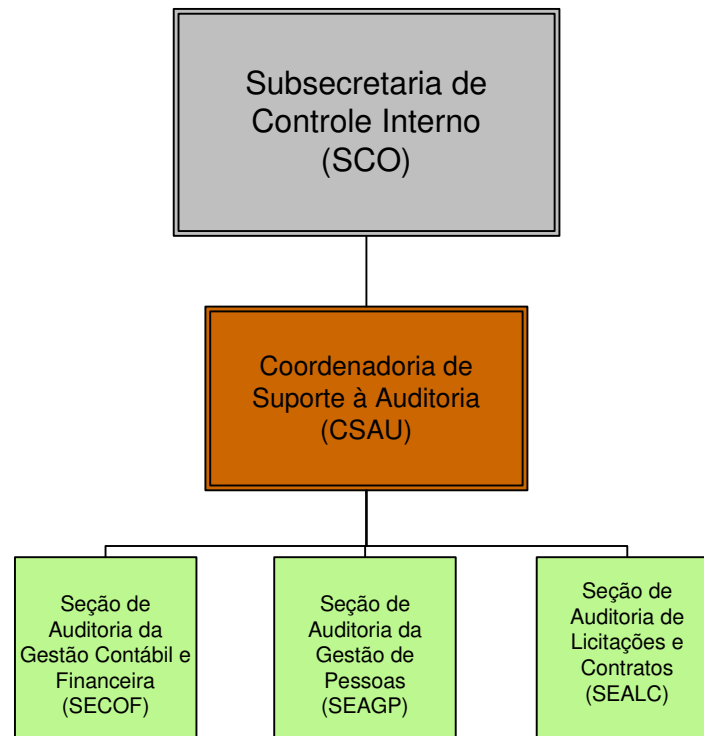 Subsecretaria de
Controle Interno
(SCO)
Coordenadoria de
Suporte à Auditoria
(CSAU)
Seção de
Auditoria da
Gestão Contábil e
Financeira
(SECOF)
Seção de
Auditoria da
Gestão de
Pessoas
(SEAGP)
Seção de
Auditoria de
Licitações e
Contratos
(SEALC)